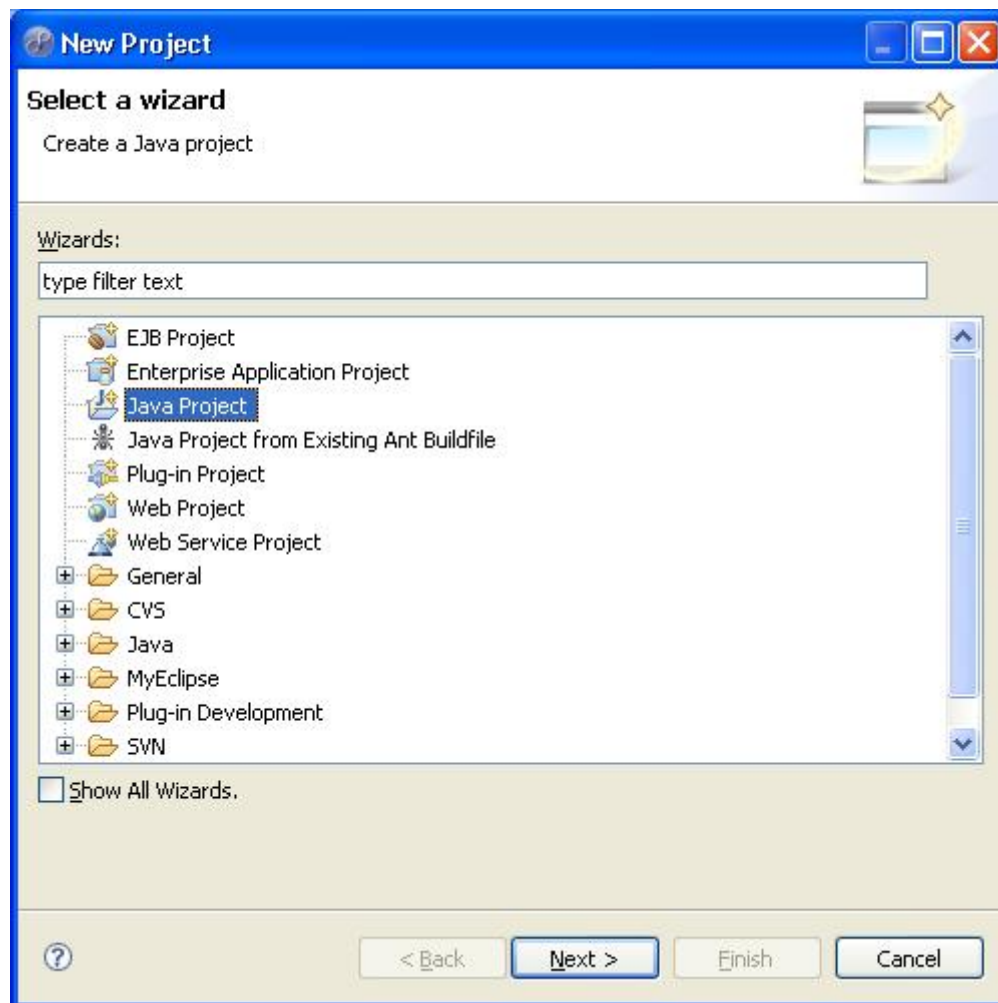 New Project
Select a wizard
Create a Java project
Wizards:
type filter text
EJB Project
Enterprise Application Project
Java Project
Java Project from Existing Ant Buildfile
Plug-in Project
Web Project
Web Service Project
General
CVS
Java
MyEclipse
Plug-in Development
SVN
Show All Wizards.
? < Back Next > Finish Cancel